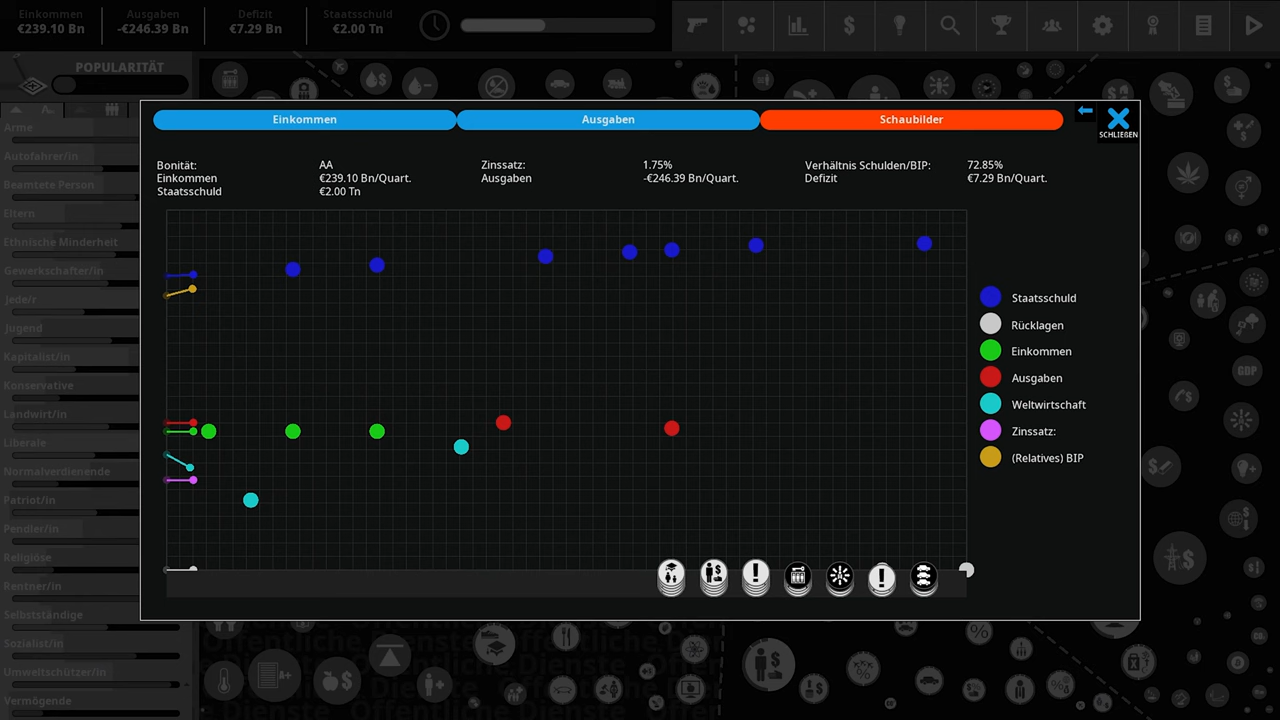 Einkommen Ausgaben Defizit Staatsschuld
€239.10 Bn -€246.39 Bn €7.29 Bn €2.00 Tn
POPULARITÄT
Einkommen Ausgaben Schaubilder
SCHLIEßEN
Bonität: AA Zinssatz: 1.75% Verhältnis Schulden/BIP: 72.85%
Einkommen €239.10 Bn/Quart. Ausgaben -€246.39 Bn/Quart. Defizit €7.29 Bn/Quart.
Staatsschuld €2.00 Tn
Arme
Autofahrer/in
Beamtete Person
Eltern
Ethnische Minderheit
Gewerkschafter/in
Jede/r
Jugend
Kapitalist/in
Konservative
Landwirt/in
Liberale
Normalverdienende
Patriot/in
Pendler/in
Religiöse
Rentner/in
Selbstständige
Sozialist/in
Umweltschützer/in
Vermögende
Staatsschuld
Rücklagen
Einkommen
Ausgaben
Weltwirtschaft
Zinssatz:
(Relatives) BIP
GDP
Öffentliche Dienste